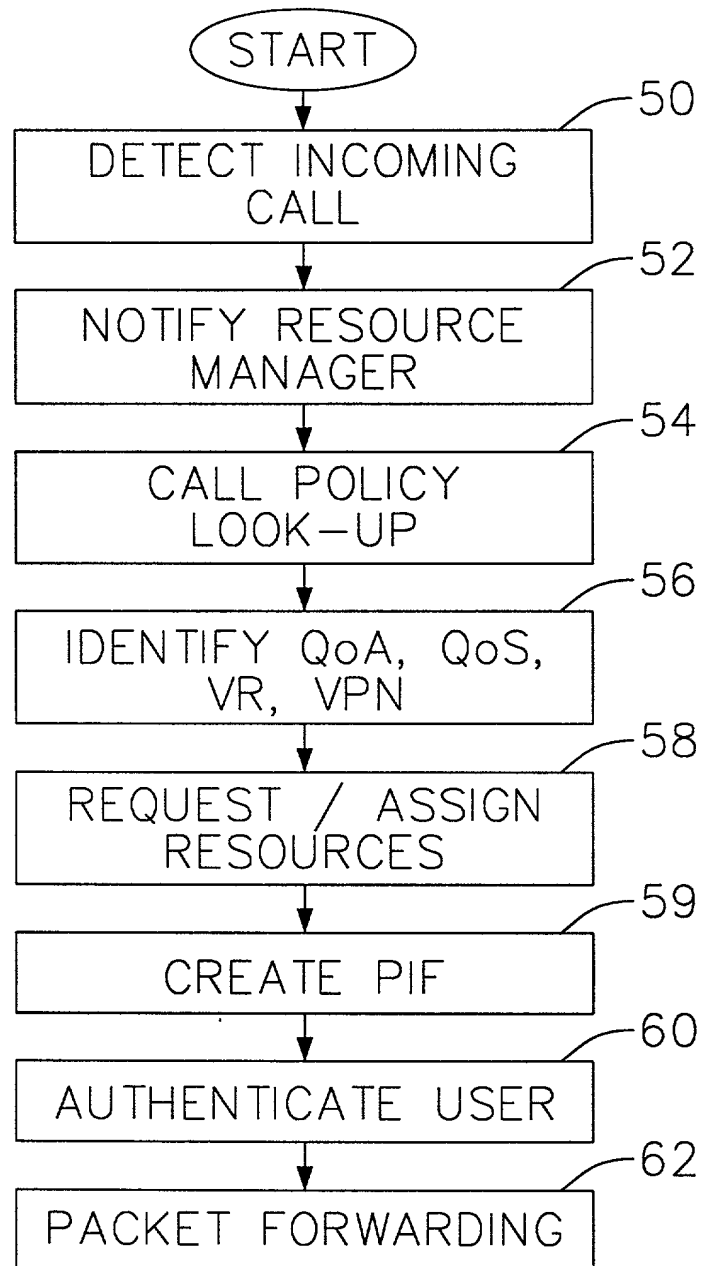 START
50
DETECT INCOMING
CALL
52
NOTIFY RESOURCE
MANAGER
54
CALL POLICY
LOOK-UP
56
IDENTIFY QoA, QoS,
VR, VPN
58
REQUEST / ASSIGN
RESOURCES
59
CREATE PIF
60
AUTHENTICATE USER
62
PACKET FORWARDING